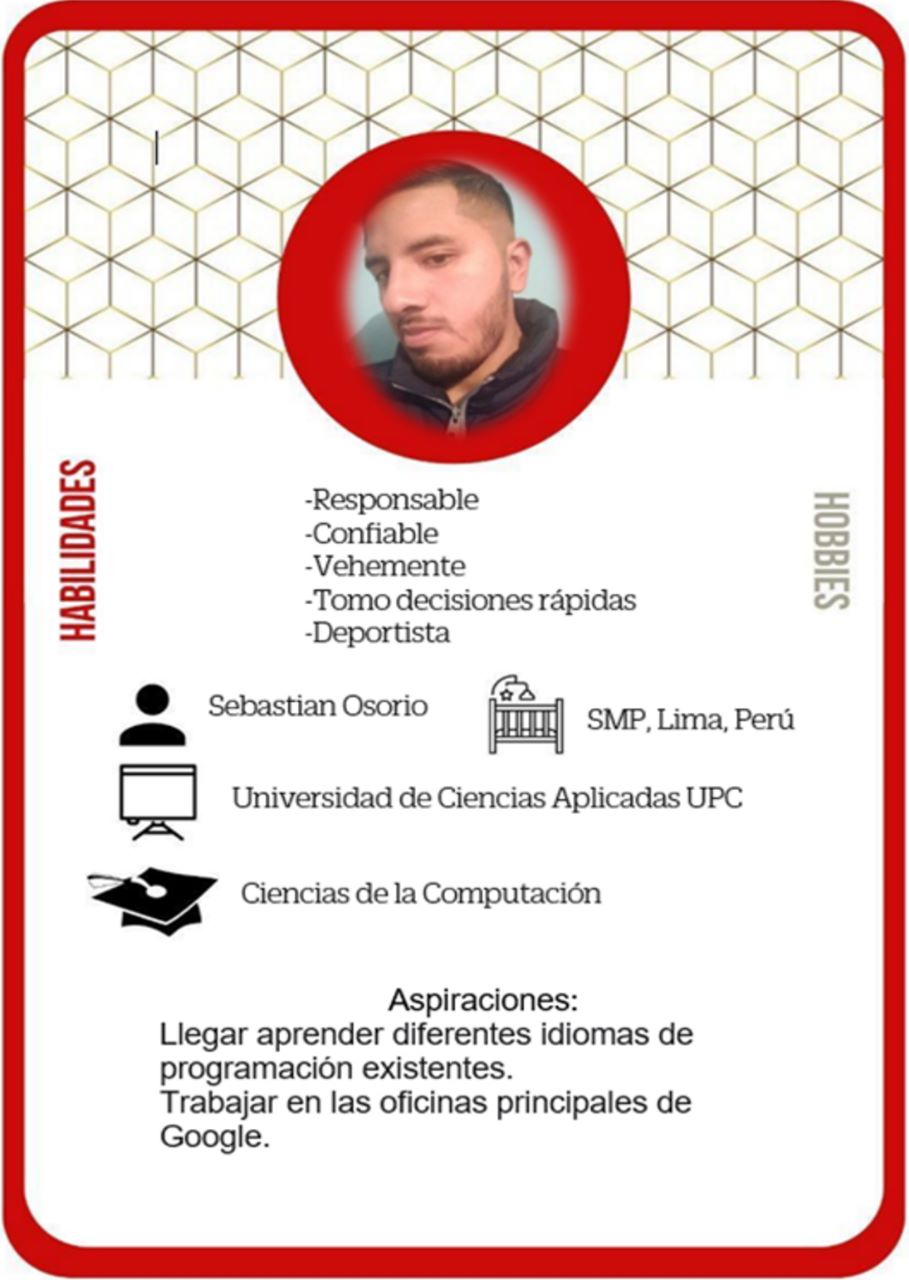 HABILIDADES
HOBBIES
-Responsable
-Confiable
-Vehemente
-Tomo decisiones rápidas
-Deportista
Sebastian Osorio
SMP, Lima, Perú
Universidad de Ciencias Aplicadas UPC
Ciencias de la Computación
Aspiraciones:
Llegar aprender diferentes idiomas de
programación existentes.
Trabajar en las oficinas principales de
Google.